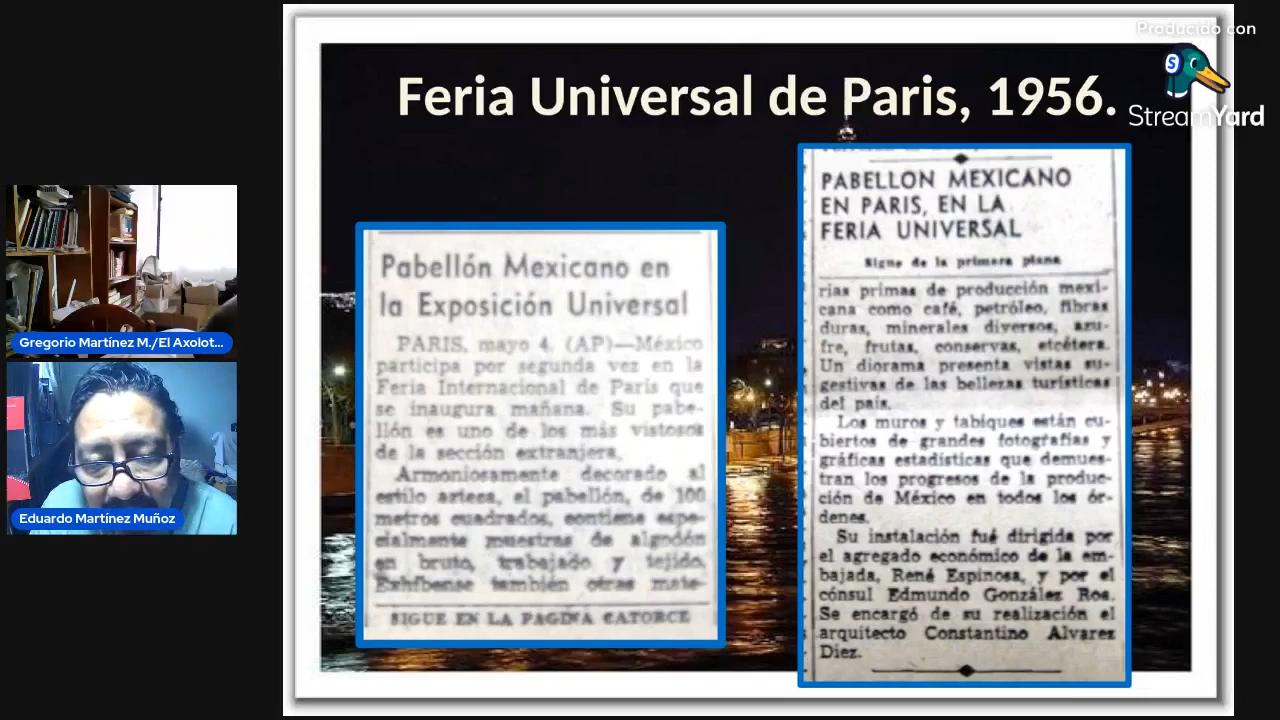 Feria Universal de Paris, 1956.
Producido con
StreamYard
Pabellón Mexicano en
la Exposición Universal
PARIS, mayo 4. (AP)—México
participa por segunda vez en la
Feria Internacional de París que
se inaugura mañana. Su pabe-
llón es uno de los más vistosos
de la sección extranjera,
Armoniosamente decorado al
estilo azteca, el pabellón, de 100
metros cuadrados, contiene espe-
cialmente muestras de algodón
en bruto, trabajado y tejido.
Exhíbense también otras mate-
SIGUE EN LA PAGINA CATORCE
PABELLON MEXICANO
EN PARIS, EN LA
FERIA UNIVERSAL
Sigue de la primera plana
rias primas de producción mexi-
cana como café, petróleo, fibras
duras, minerales diversos, azu-
fre, frutas, conservas, etcétera.
Un diorama presenta vistas su-
gestivas de las bellezas turísticas
del país.
Los muros y tabiques están cu-
biertos de grandes fotografías y
gráficas estadísticas que demues-
tran los progresos de la produc-
ción de México en todos los ór-
denes.
Su instalación fué dirigida por
el agregado económico de la em-
bajada, René Espinosa, y por el
cónsul Edmundo González Roa.
Se encargó de su realización el
arquitecto Constantino Alvarez
Diez.
Gregorio Martínez M./El Axolot...
Eduardo Martínez Muñoz